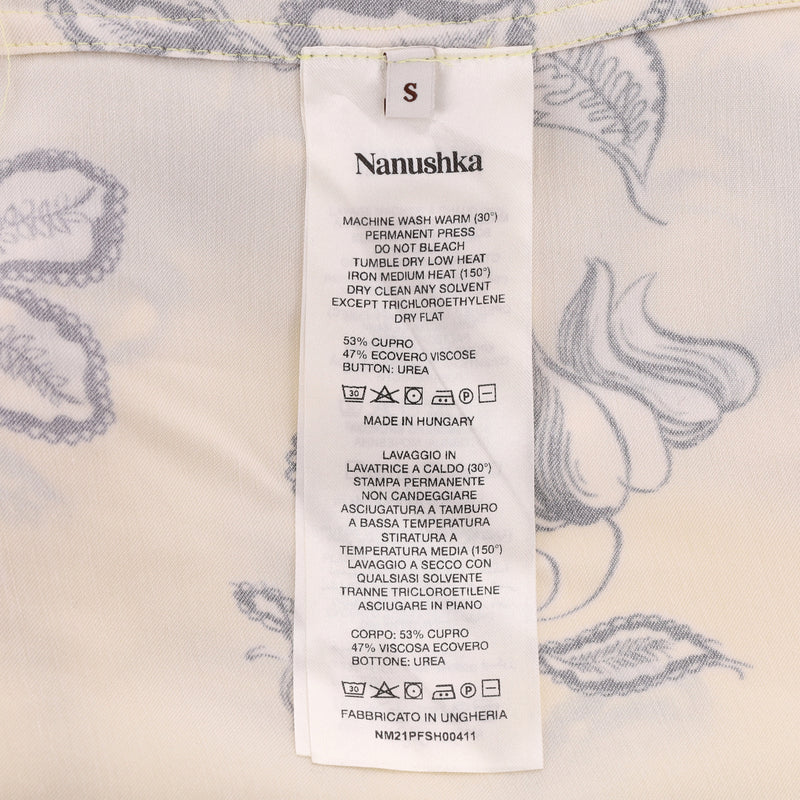 S
Nanushka
MACHINE WASH WARM (30°)
PERMANENT PRESS
DO NOT BLEACH
TUMBLE DRY LOW HEAT
IRON MEDIUM HEAT (150°)
DRY CLEAN ANY SOLVENT
EXCEPT TRICHLOROETHYLENE
DRY FLAT
53% CUPRO
47% ECOVERO VISCOSE
BUTTON: UREA
30 P
MADE IN HUNGARY
LAVAGGIO IN
LAVATRICE A CALDO (30°)
STAMPA PERMANENTE
NON CANDEGGIARE
ASCIUGATURA A TAMBURO
A BASSA TEMPERATURA
STIRATURA A
TEMPERATURA MEDIA (150°)
LAVAGGIO A SECCO CON
QUALSIASI SOLVENTE
TRANNE TRICLOROETILENE
ASCIUGARE IN PIANO
CORPO: 53% CUPRO
47% VISCOSA ECOVERO
BOTTONE: UREA
30 P
FABBRICATO IN UNGHERIA
NM21PFSH00411